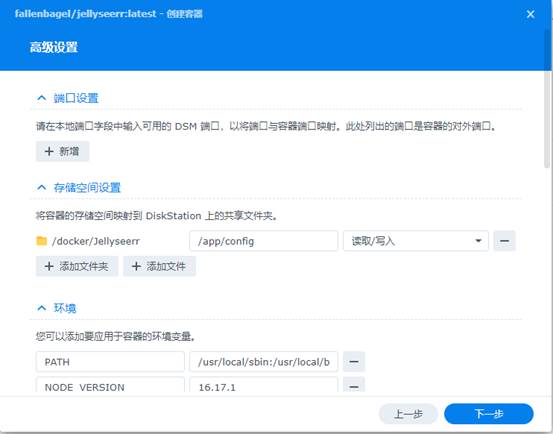 fallenbagel/jellyseerr:latest - 创建容器
高级设置
端口设置
请在本地端口字段中输入可用的 DSM 端口，以将端口与容器端口映射。此处列出的端口是容器的对外端口。
+ 新增
存储空间设置
将容器的存储空间映射到 DiskStation 上的共享文件夹。
/docker/Jellyseerr /app/config 读取/写入
+ 添加文件夹 + 添加文件
环境
您可以添加要应用于容器的环境变量。
PATH /usr/local/sbin:/usr/local/b
NODE_VERSION 16.17.1
上一步 下一步